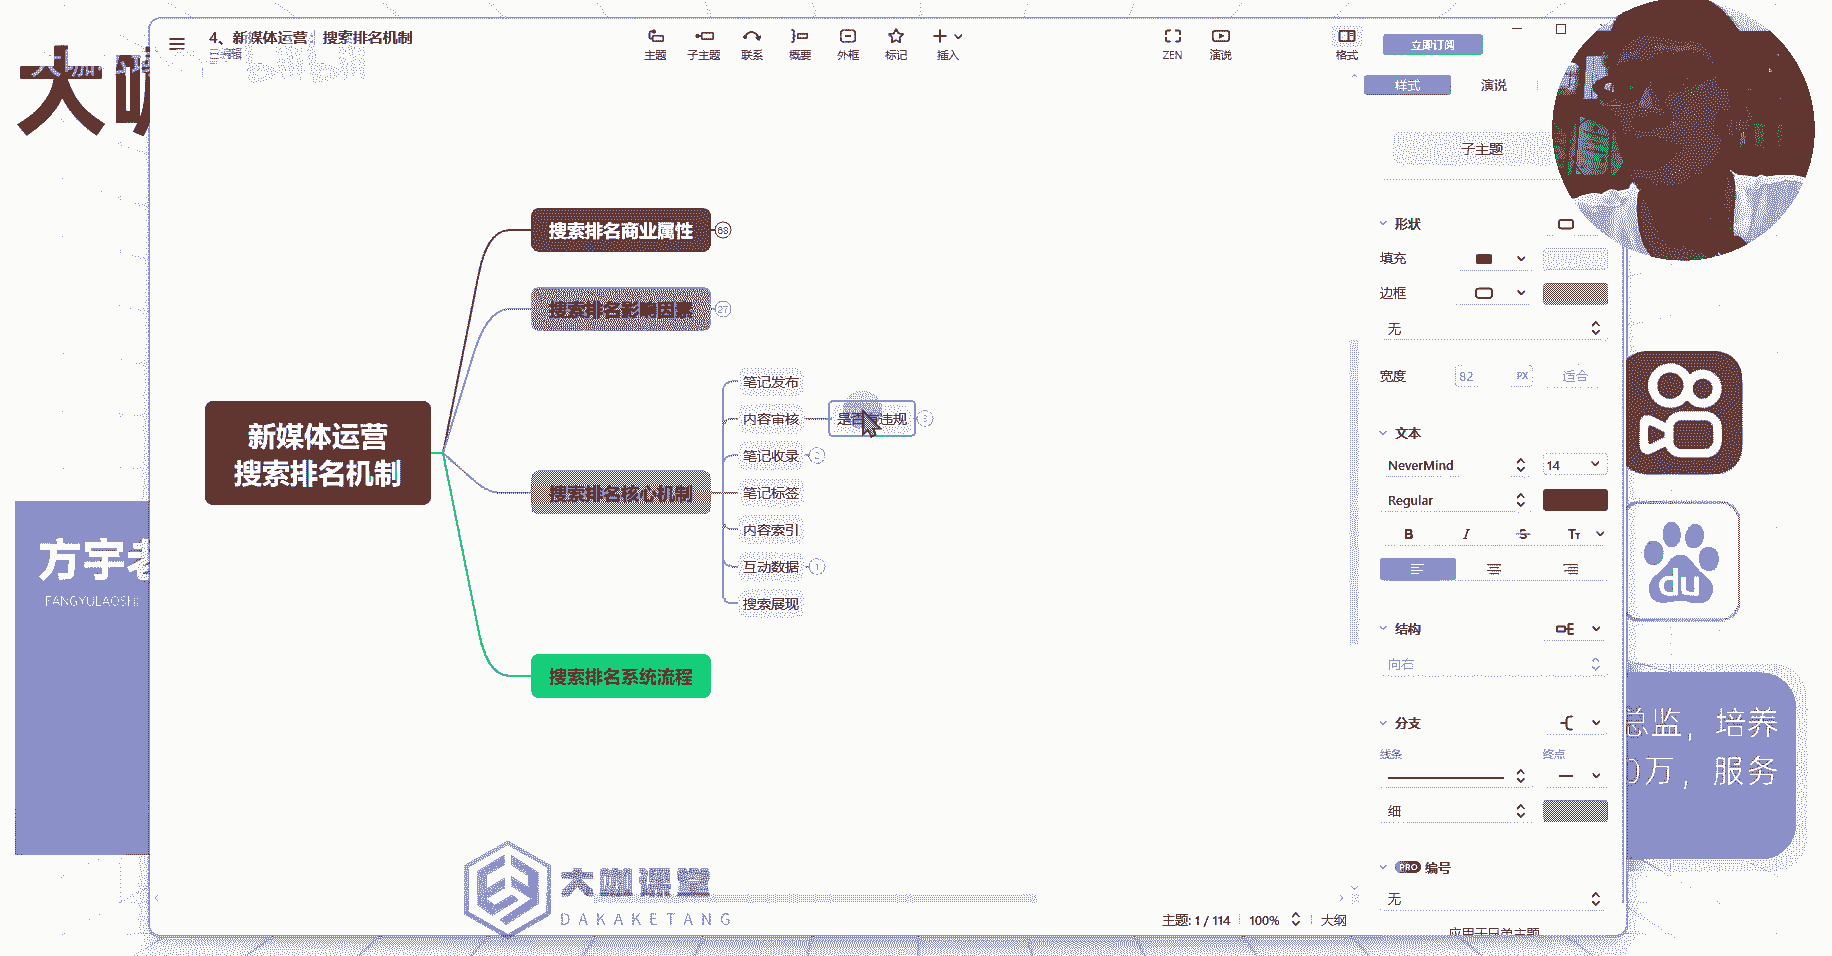 4、新媒体运营：搜索排名机制
已编辑
主题
子主题
联系
概要
外框
标记
插入
ZEN
演说
格式
立即订阅
样式
演说
子主题
形状
填充
边框
无
宽度
82
PX
适合
文本
NeverMind
14
Regular
B
I
S
TT
结构
向右
分支
线条
终点
细
PRO 编号
无
应用于兄弟主题
新媒体运营
搜索排名机制
搜索排名商业属性
68
搜索排名影响因素
27
搜索排名核心机制
笔记发布
内容审核
违规
笔记收录
2
笔记标签
内容索引
互动数据
1
搜索展现
搜索排名系统流程
大咖课堂
DAKAKETANG
主题: 1 / 114
100%
大纲
方宇老
FANGYULAOSHI
du
总监，培养
0万，服务